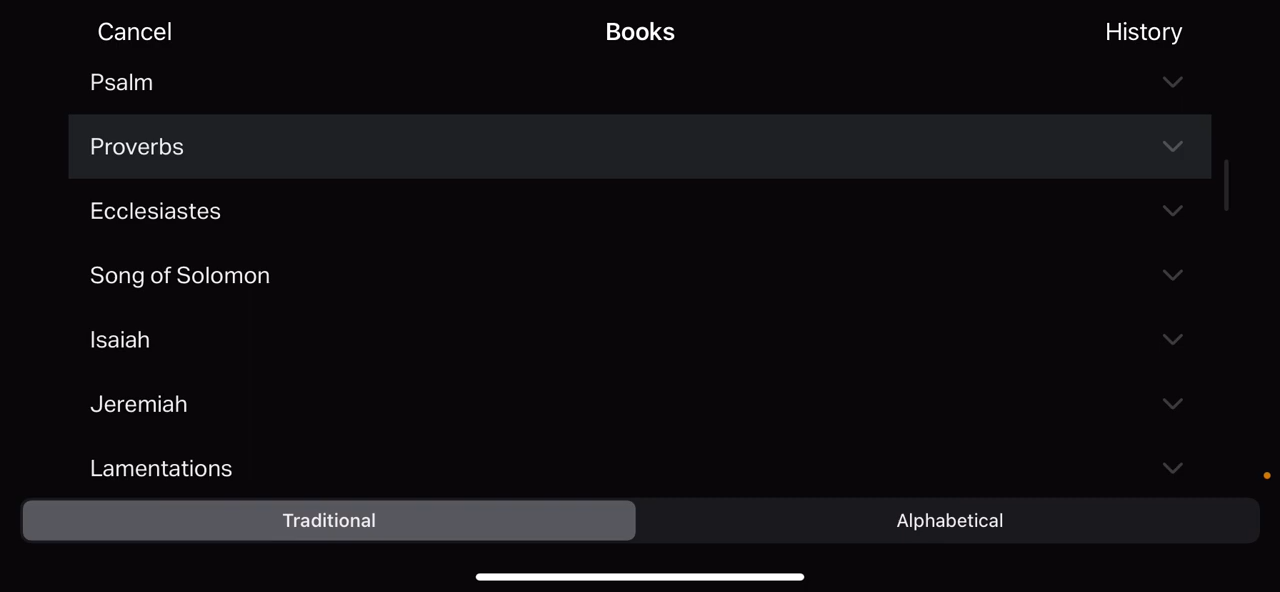 Cancel Books History
Psalm
Proverbs
Ecclesiastes
Song of Solomon
Isaiah
Jeremiah
Lamentations
Traditional Alphabetical